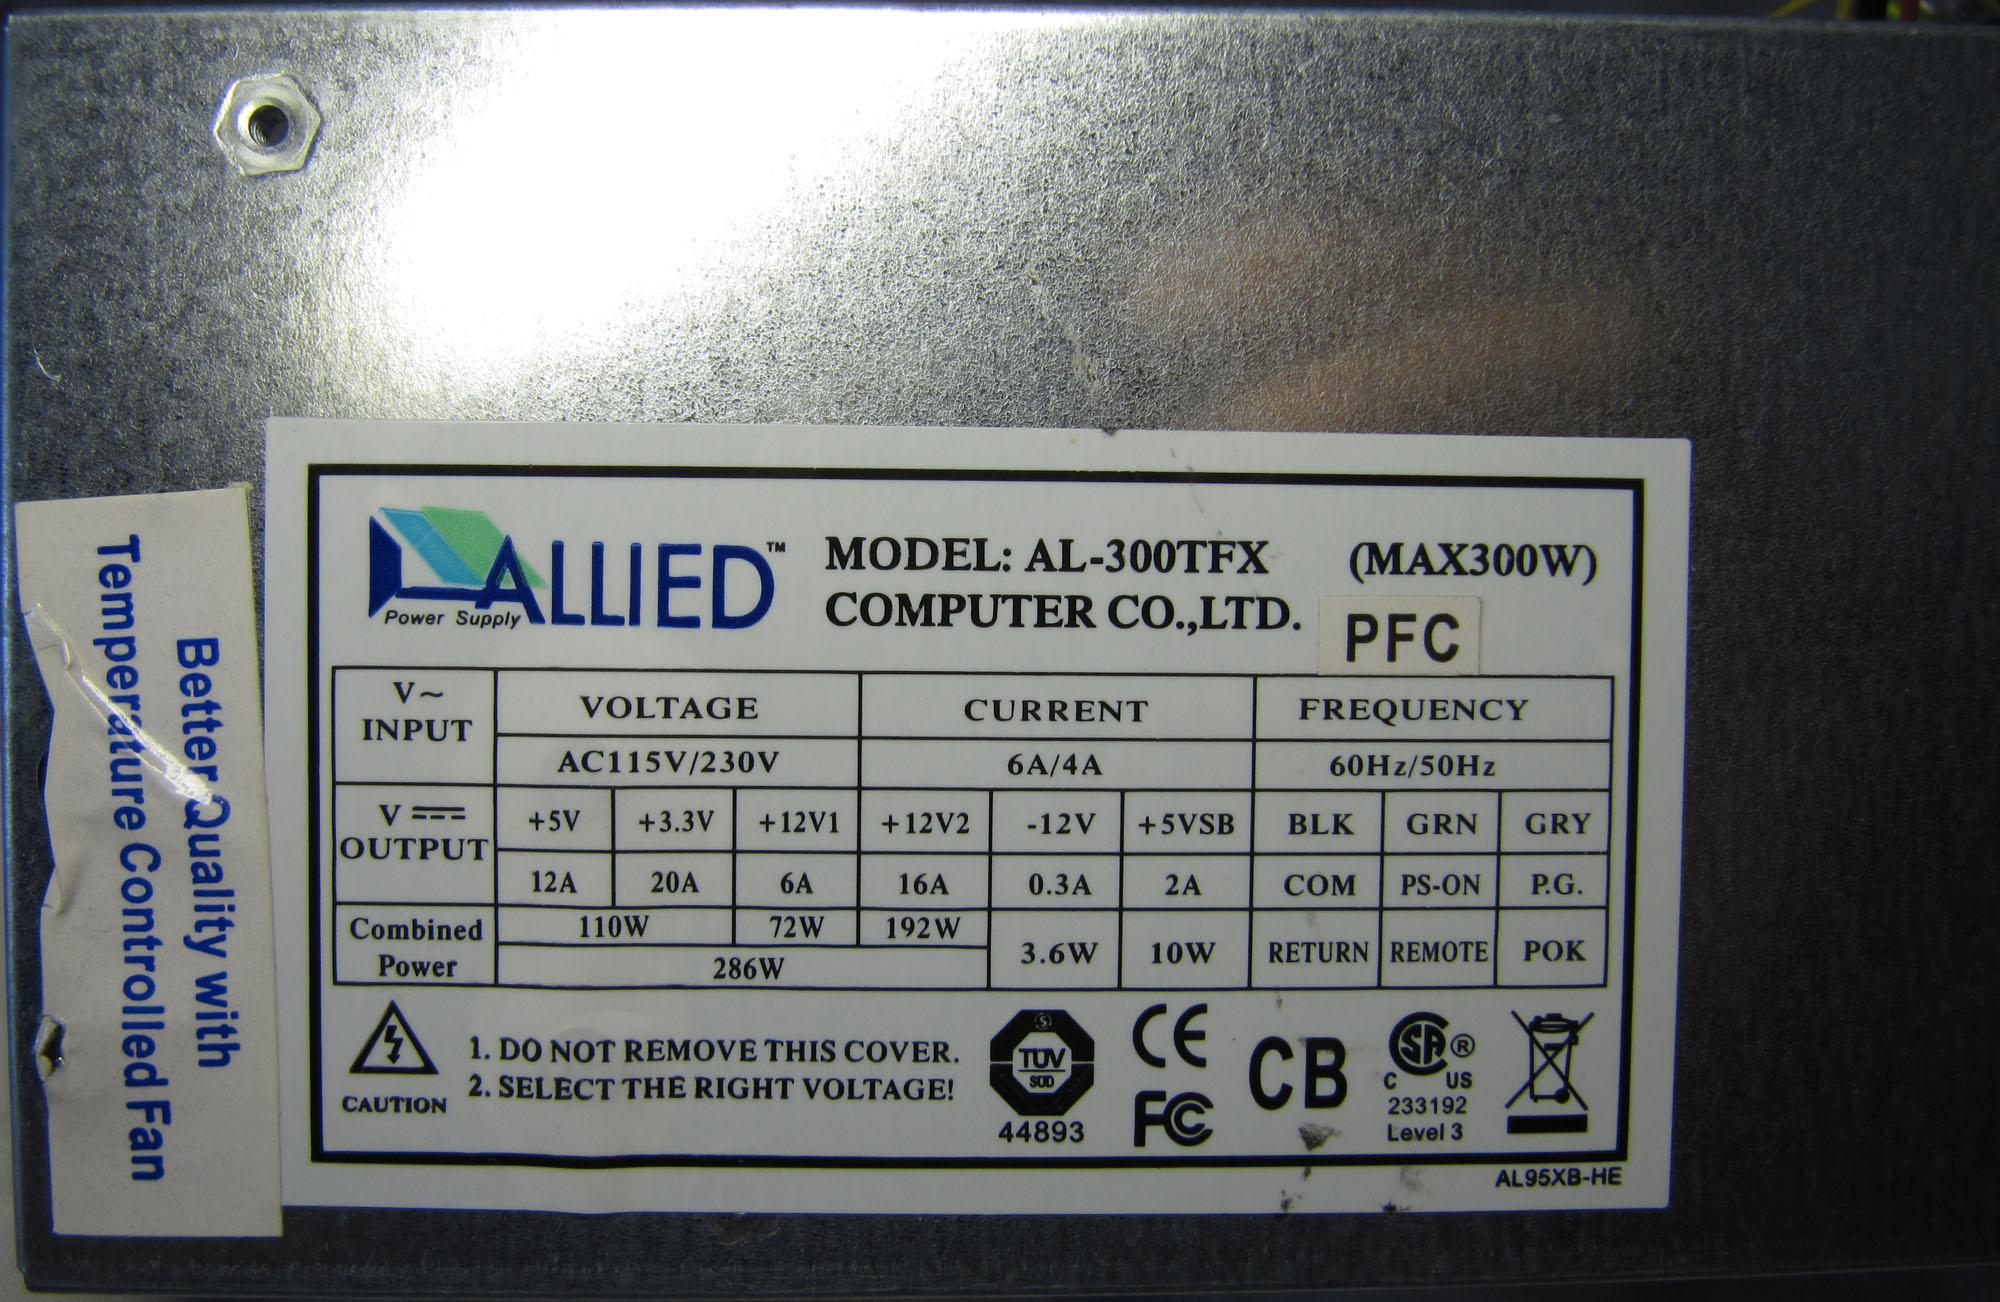 ALLIED™
Power Supply
MODEL: AL-300TFX (MAX300W)
COMPUTER CO.,LTD.
PFC
V~ INPUT VOLTAGE CURRENT FREQUENCY
AC115V/230V 6A/4A 60Hz/50Hz
V OUTPUT +5V +3.3V +12V1 +12V2 -12V +5VSB BLK GRN GRY
12A 20A 6A 16A 0.3A 2A COM PS-ON P.G.
Combined Power 110W 72W 192W 3.6W 10W RETURN REMOTE POK
286W
CAUTION
1. DO NOT REMOVE THIS COVER.
2. SELECT THE RIGHT VOLTAGE!
S
TUV
SUD
44893
CE
FC
CB
SA®
C US
233192
Level 3
AL95XB-HE
Better Quality with
Temperature Controlled Fan